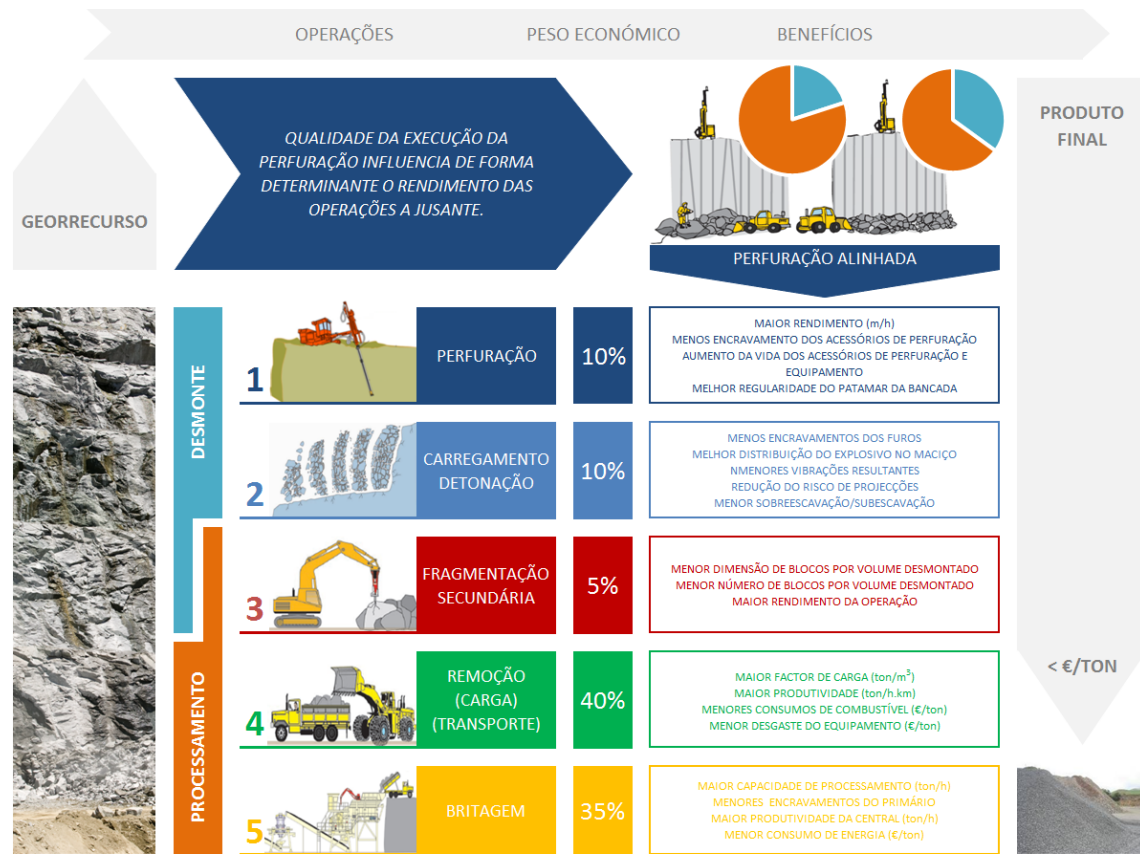 OPERAÇÕES
PESO ECONÓMICO
BENEFÍCIOS
GEORRECURSO
QUALIDADE DA EXECUÇÃO DA
PERFURAÇÃO INFLUENCIA DE FORMA
DETERMINANTE O RENDIMENTO DAS
OPERAÇÕES A JUSANTE.
PERFURAÇÃO ALINHADA
PRODUTO
FINAL
DESMONTE
1
PERFURAÇÃO
10%
MAIOR RENDIMENTO (m/h)
MENOS ENCRAVAMENTO DOS ACESSÓRIOS DE PERFURAÇÃO
AUMENTO DA VIDA DOS ACESSÓRIOS DE PERFURAÇÃO E
EQUIPAMENTO
MELHOR REGULARIDADE DO PATAMAR DA BANCADA
2
CARREGAMENTO
DETONAÇÃO
10%
MENOS ENCRAVAMENTOS DOS FUROS
MELHOR DISTRIBUIÇÃO DO EXPLOSIVO NO MACIÇO
NMENORES VIBRAÇÕES RESULTANTES
REDUÇÃO DO RISCO DE PROJECÇÕES
MENOR SOBREESCAVAÇÃO/SUBESCAVAÇÃO
3
FRAGMENTAÇÃO
SECUNDÁRIA
5%
MENOR DIMENSÃO DE BLOCOS POR VOLUME DESMONTADO
MENOR NÚMERO DE BLOCOS POR VOLUME DESMONTADO
MAIOR RENDIMENTO DA OPERAÇÃO
PROCESSAMENTO
4
REMOÇÃO
(CARGA)
(TRANSPORTE)
40%
MAIOR FACTOR DE CARGA (ton/m³)
MAIOR PRODUTIVIDADE (ton/h.km)
MENORES CONSUMOS DE COMBUSTÍVEL (€/ton)
MENOR DESGASTE DO EQUIPAMENTO (€/ton)
< €/TON
5
BRITAGEM
35%
MAIOR CAPACIDADE DE PROCESSAMENTO (ton/h)
MENORES ENCRAVAMENTOS DO PRIMÁRIO
MAIOR PRODUTIVIDADE DA CENTRAL (ton/h)
MENOR CONSUMO DE ENERGIA (€/ton)